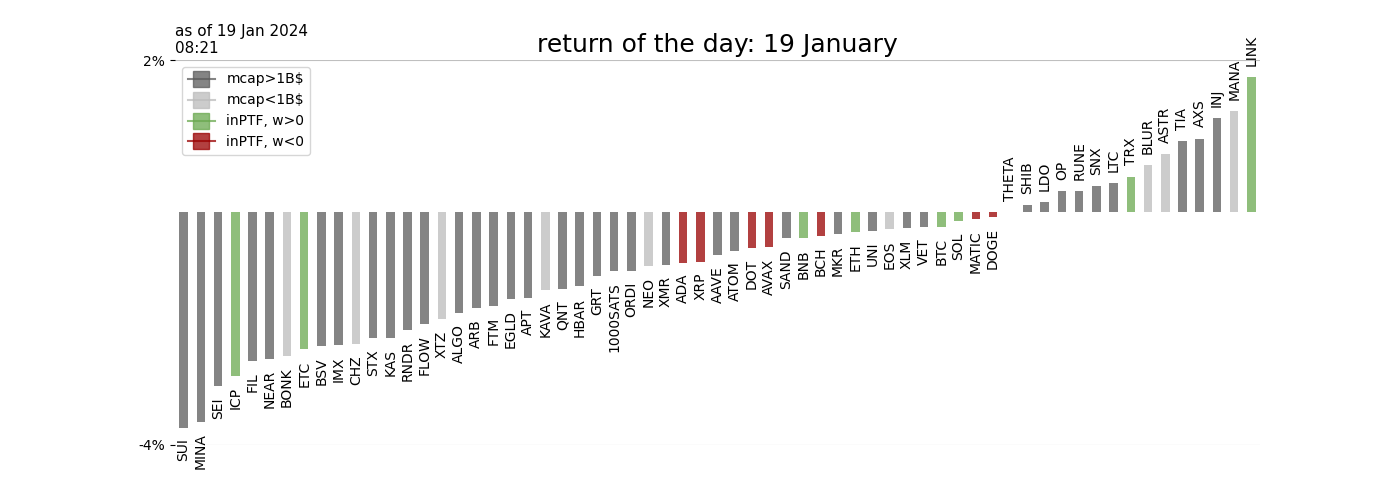 as of 19 Jan 2024
08:21
return of the day: 19 January
2%
mcap>1B$
mcap<1B$
inPTF, w>0
inPTF, w<0
-4%
SUI
MINA
SEI
ICP
FIL
NEAR
BONK
ETC
BSV
IMX
CHZ
STX
KAS
RNDR
FLOW
XTZ
ALGO
ARB
FTM
EGLD
APT
KAVA
QNT
HBAR
GRT
1000SATS
ORDI
NEO
XMR
ADA
XRP
AAVE
ATOM
DOT
AVAX
SAND
BNB
BCH
MKR
ETH
UNI
EOS
XLM
VET
BTC
SOL
MATIC
DOGE
THETA
SHIB
LDO
OP
RUNE
SNX
LTC
TRX
BLUR
ASTR
TIA
AXS
INJ
MANA
LINK